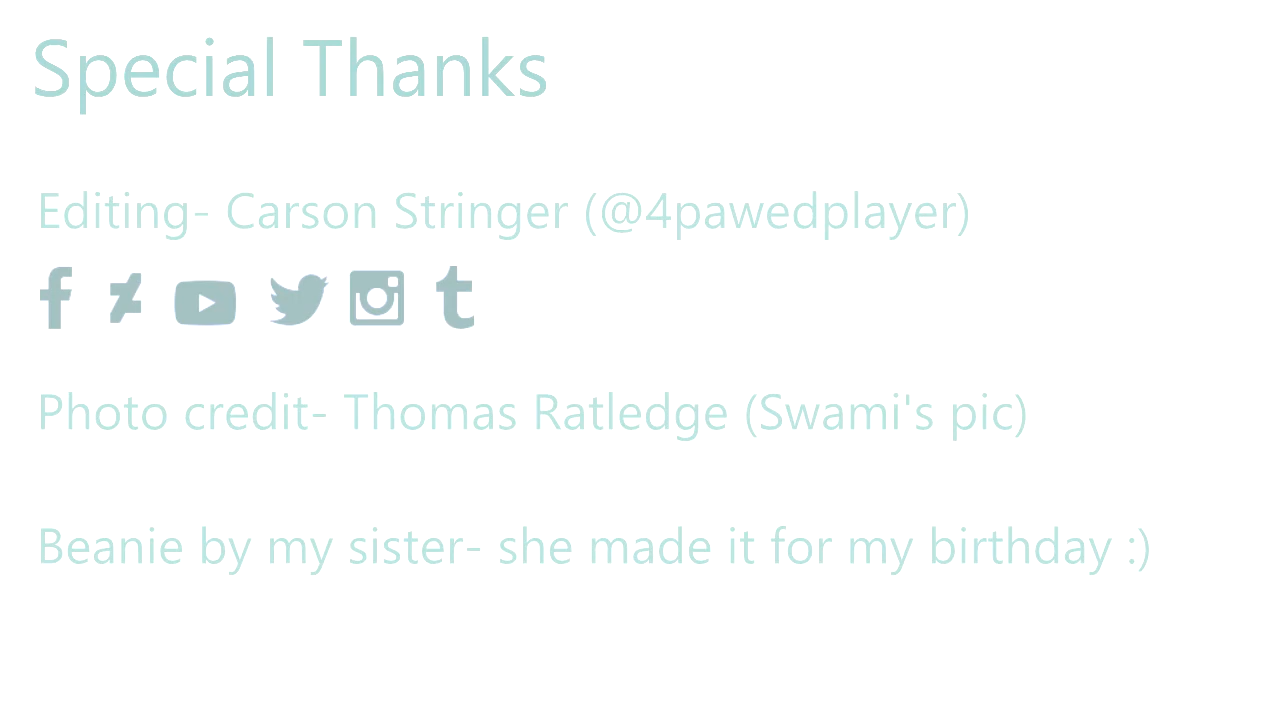 Special Thanks
Editing- Carson Stringer (@4pawedplayer)
Photo credit- Thomas Ratledge (Swami's pic)
Beanie by my sister- she made it for my birthday :)